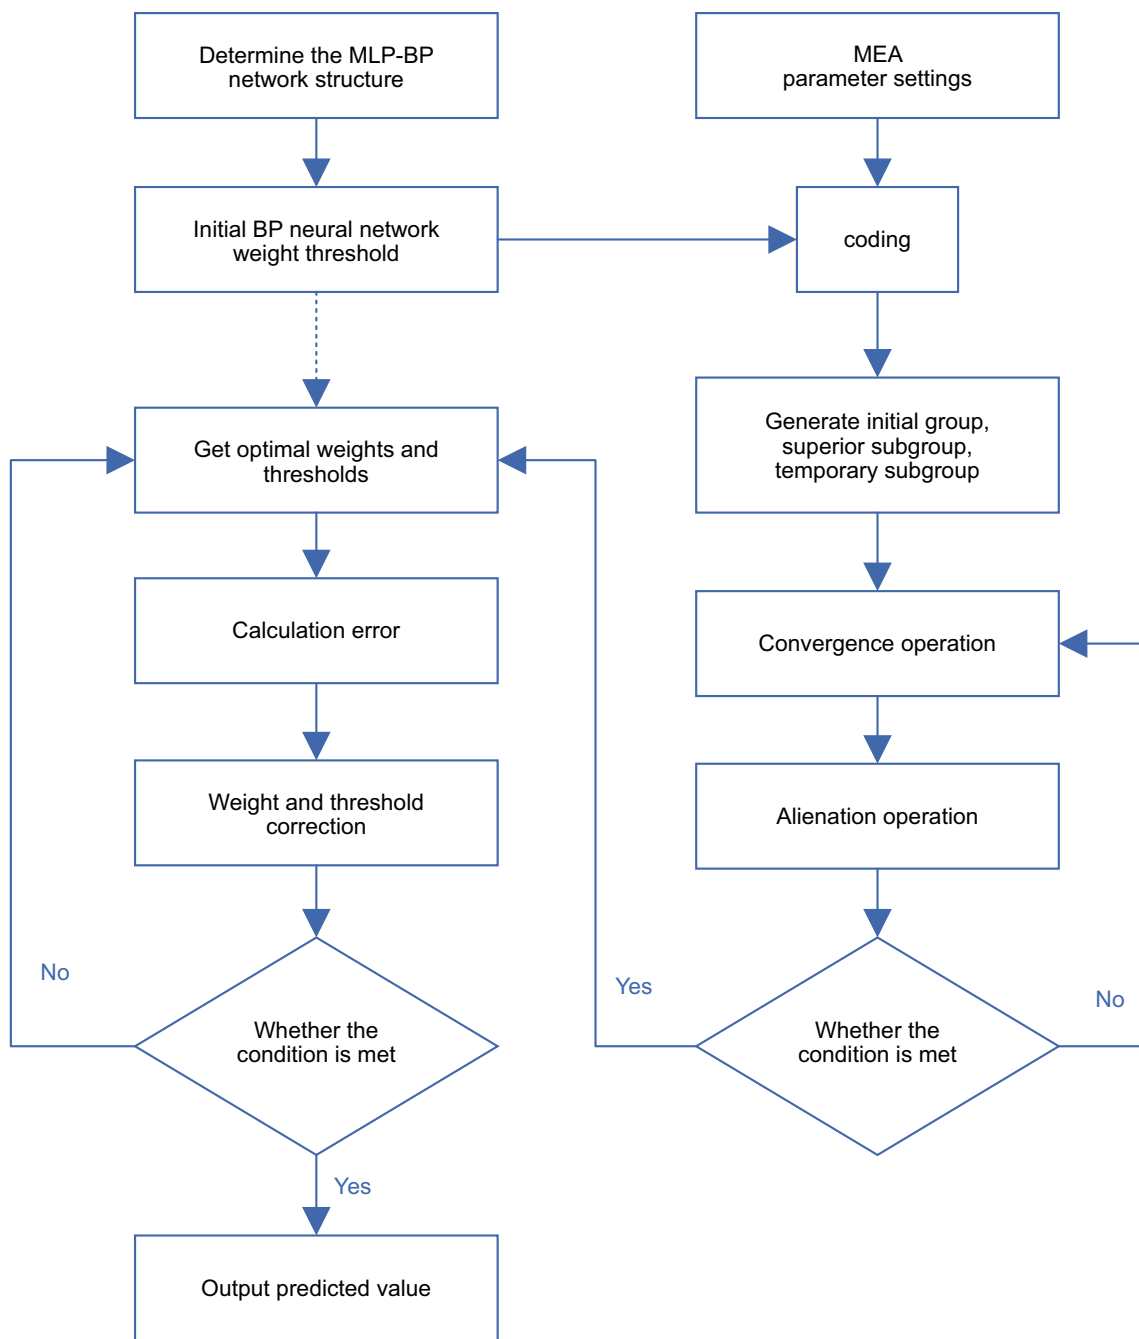 Determine the MLP-BP
network structure
MEA
parameter settings
Initial BP neural network
weight threshold
coding
Get optimal weights and
thresholds
Generate initial group,
superior subgroup,
temporary subgroup
Calculation error
Convergence operation
Weight and threshold
correction
Alienation operation
No
Whether the
condition is met
Yes
Whether the
condition is met
No
Yes
Output predicted value